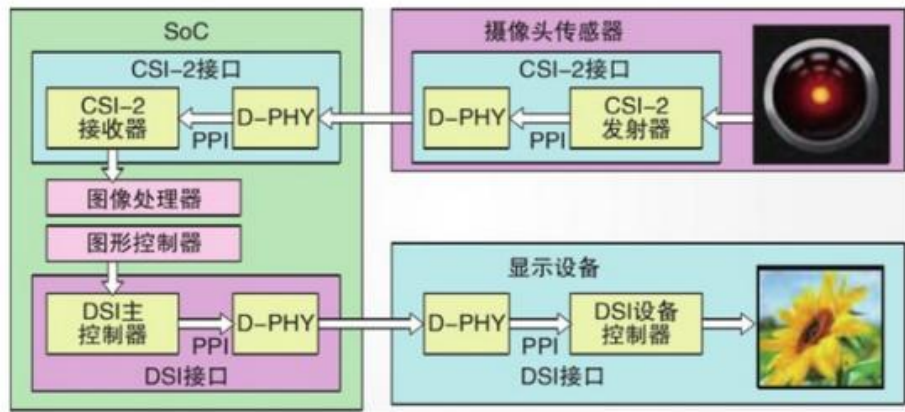 SoC
CSI-2接口
CSI-2
接收器
PPI
D-PHY
图像处理器
图形控制器
DSI主
控制器
PPI
D-PHY
DSI接口
摄像头传感器
CSI-2接口
D-PHY
PPI
CSI-2
发射器
显示设备
D-PHY
PPI
DSI设备
控制器
DSI接口